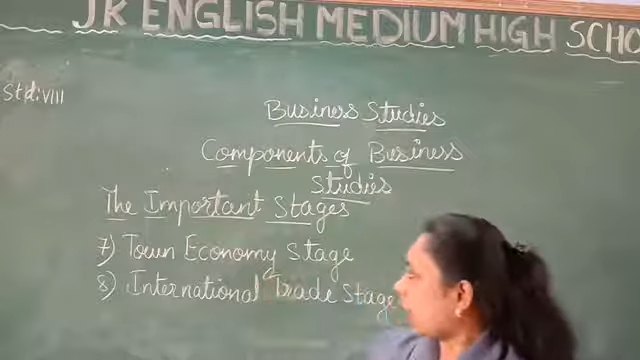 JK ENGLISH MEDIUM HIGH SCHO
Std:VIII
Business Studies
Components of Business
Studies
The Important Stages
7) Town Economy Stage
8) International Trade Stage